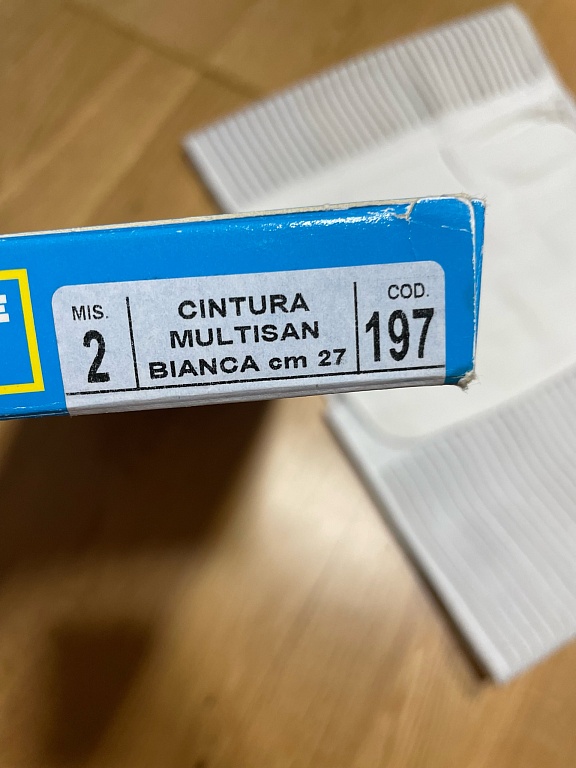 MIS.
2
CINTURA
MULTISAN
BIANCA cm 27
COD.
197